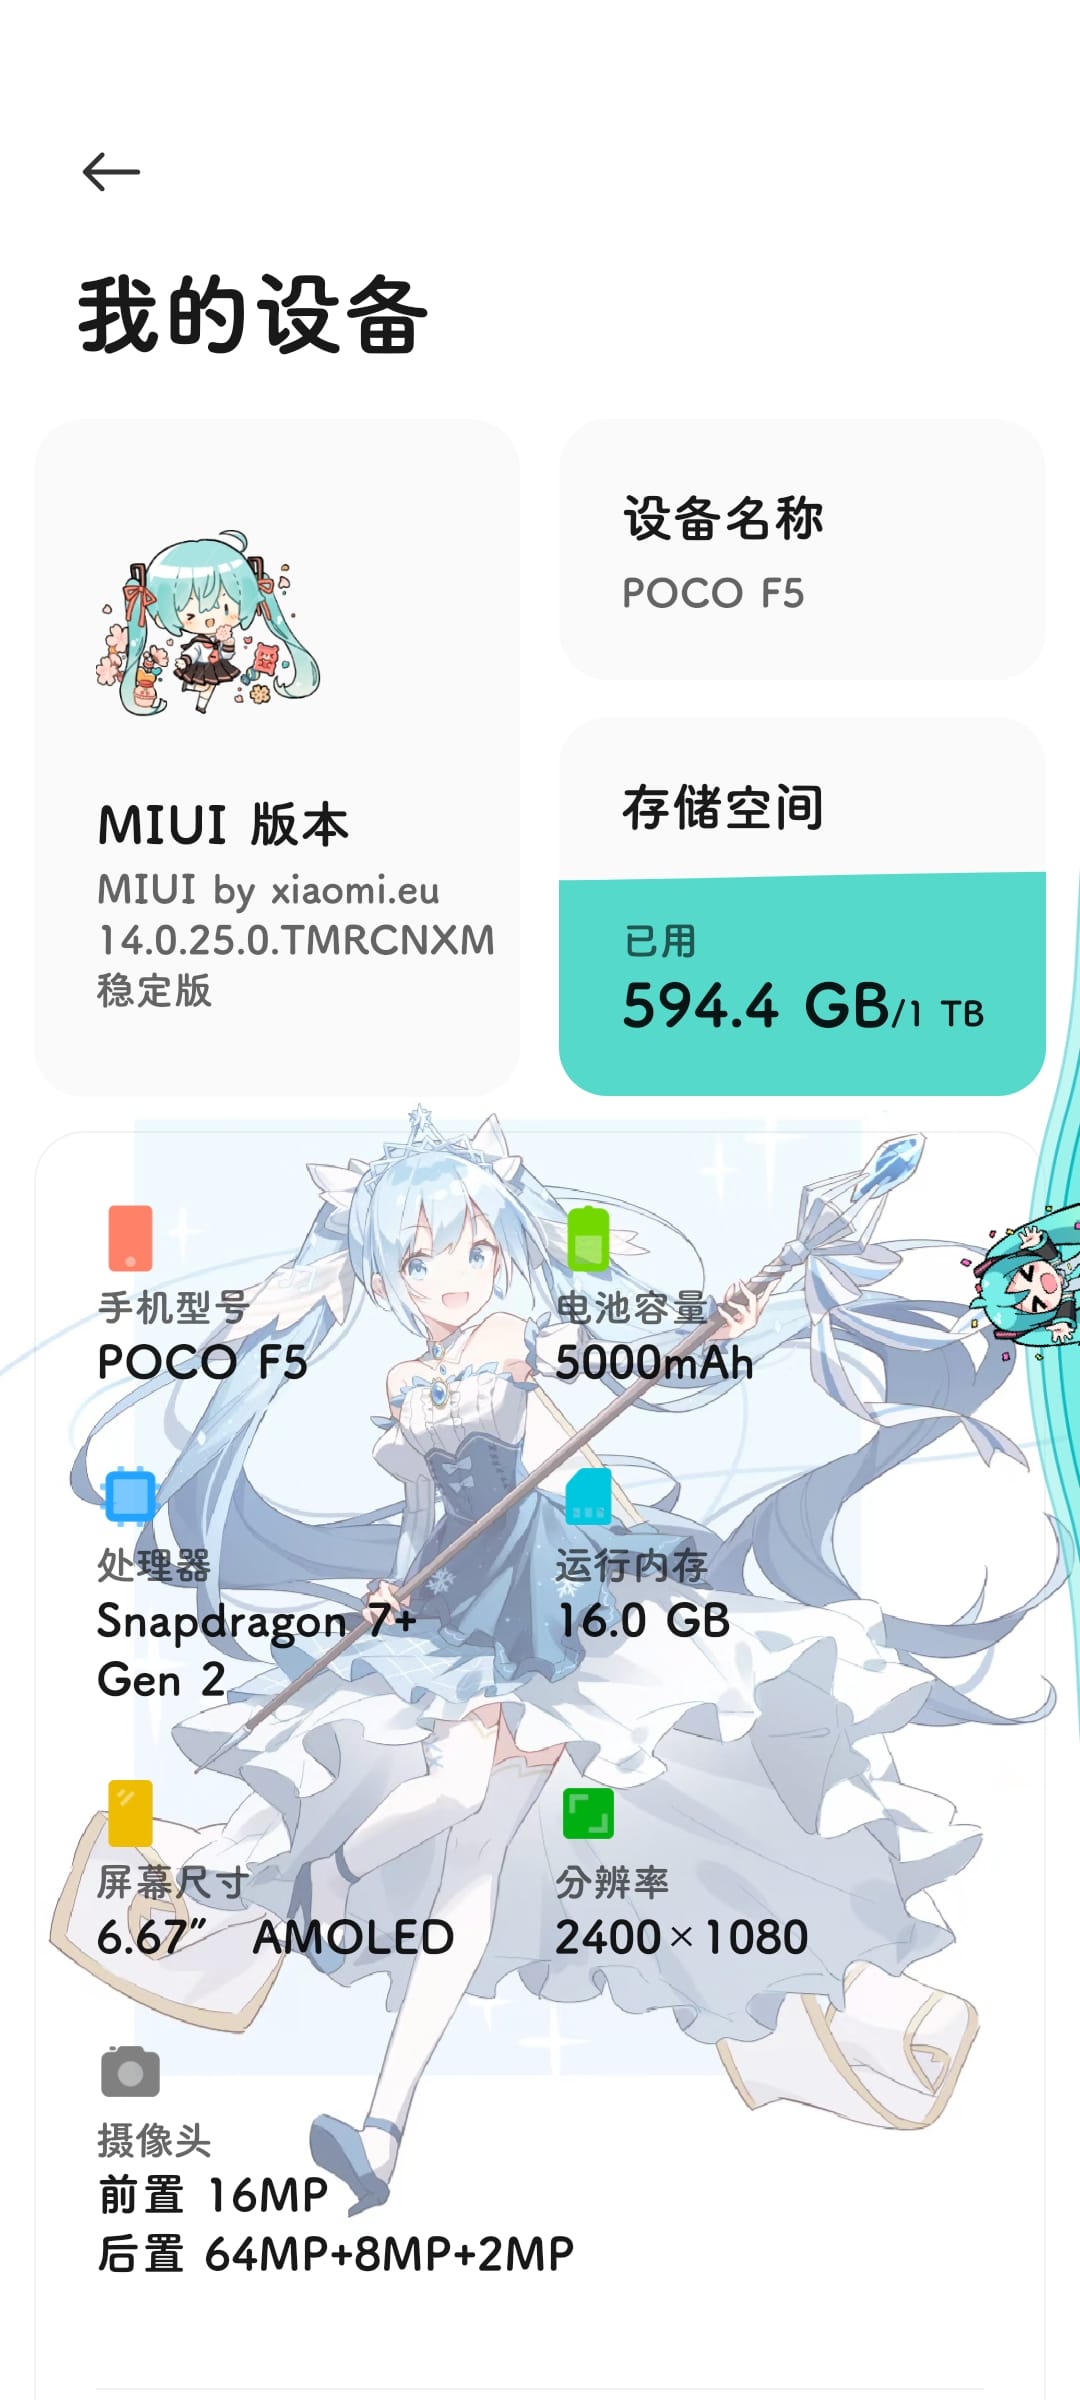 我的设备
MIUI 版本
MIUI by xiaomi.eu
14.0.25.0.TMRCNXM
稳定版
设备名称
POCO F5
存储空间
已用
594.4 GB/1 TB
手机型号
POCO F5
电池容量
5000mAh
处理器
Snapdragon 7+
Gen 2
运行内存
16.0 GB
屏幕尺寸
6.67″ AMOLED
分辨率
2400×1080
摄像头
前置 16MP
后置 64MP+8MP+2MP